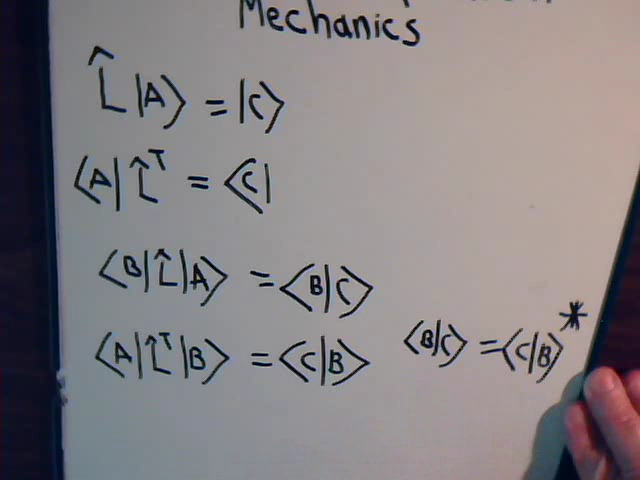 Mechanics
L̂|A⟩ = |C⟩
⟨A|L̂ᵀ = ⟨C|
⟨B|L̂|A⟩ = ⟨B|C⟩
⟨A|L̂ᵀ|B⟩ = ⟨C|B⟩ ⟨B|C⟩ = ⟨C|B⟩*